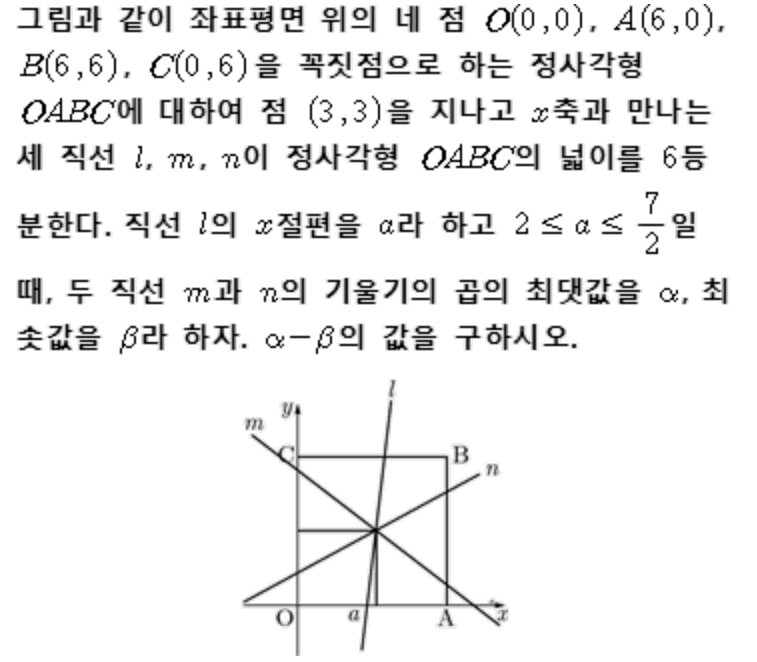 그림과 같이 좌표평면 위의 네 점 O(0,0), A(6,0),
B(6,6), C(0,6)을 꼭짓점으로 하는 정사각형
OABC에 대하여 점 (3,3)을 지나고 x축과 만나는
세 직선 l, m, n이 정사각형 OABC의 넓이를 6등
분한다. 직선 l의 x절편을 a라 하고 2 ≤ a ≤ 7/2일
때, 두 직선 m과 n의 기울기의 곱의 최댓값을 α, 최
솟값을 β라 하자. α−β의 값을 구하시오.
l
y
m
C
B
n
O
a
A
x